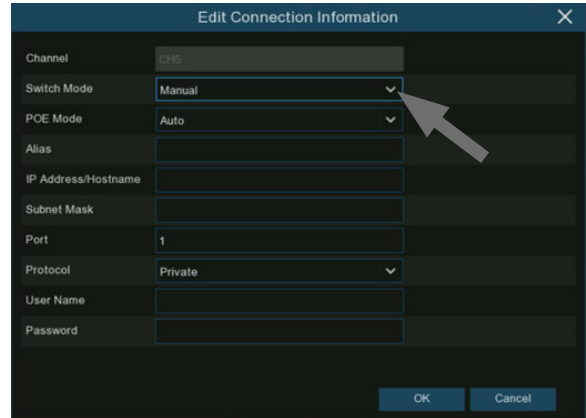 Edit Connection Information
Channel CH5
Switch Mode Manual
POE Mode Auto
Alias
IP Address/Hostname
Subnet Mask
Port 1
Protocol Private
User Name
Password
OK Cancel